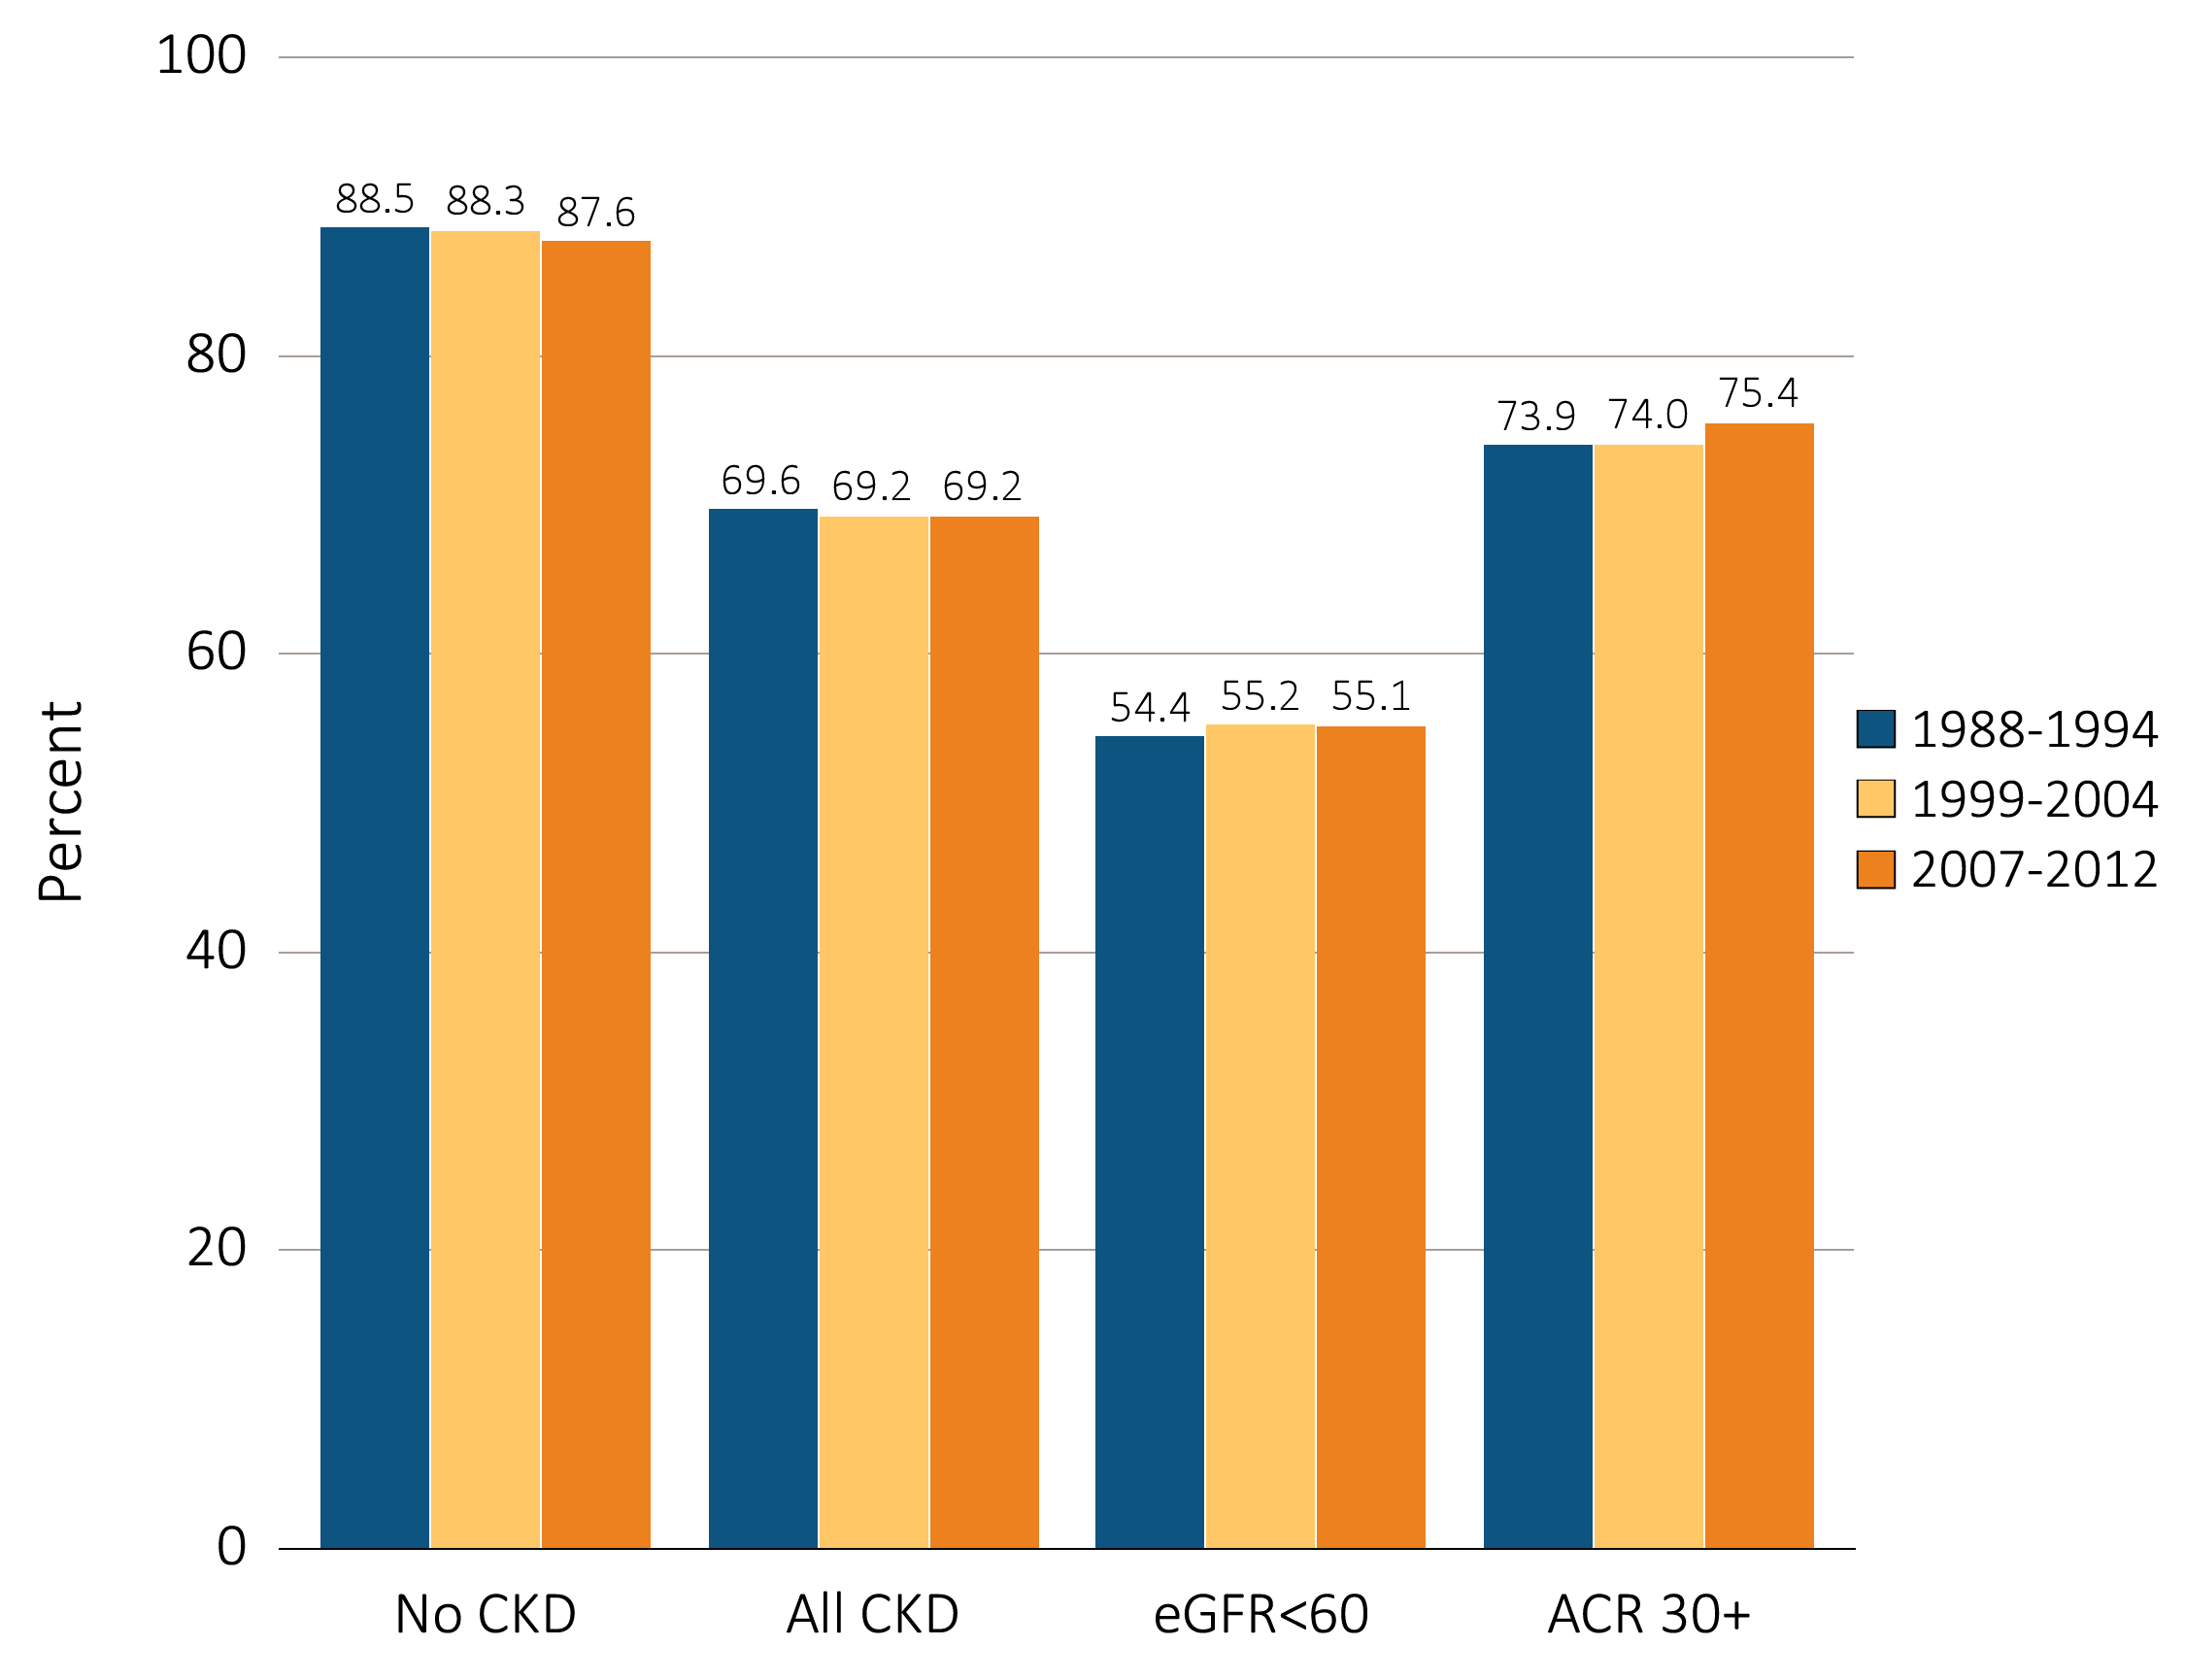 Percent
100
80
60
40
20
0
88.5 88.3 87.6
69.6 69.2 69.2
54.4 55.2 55.1
73.9 74.0 75.4
No CKD
All CKD
eGFR<60
ACR 30+
1988-1994
1999-2004
2007-2012